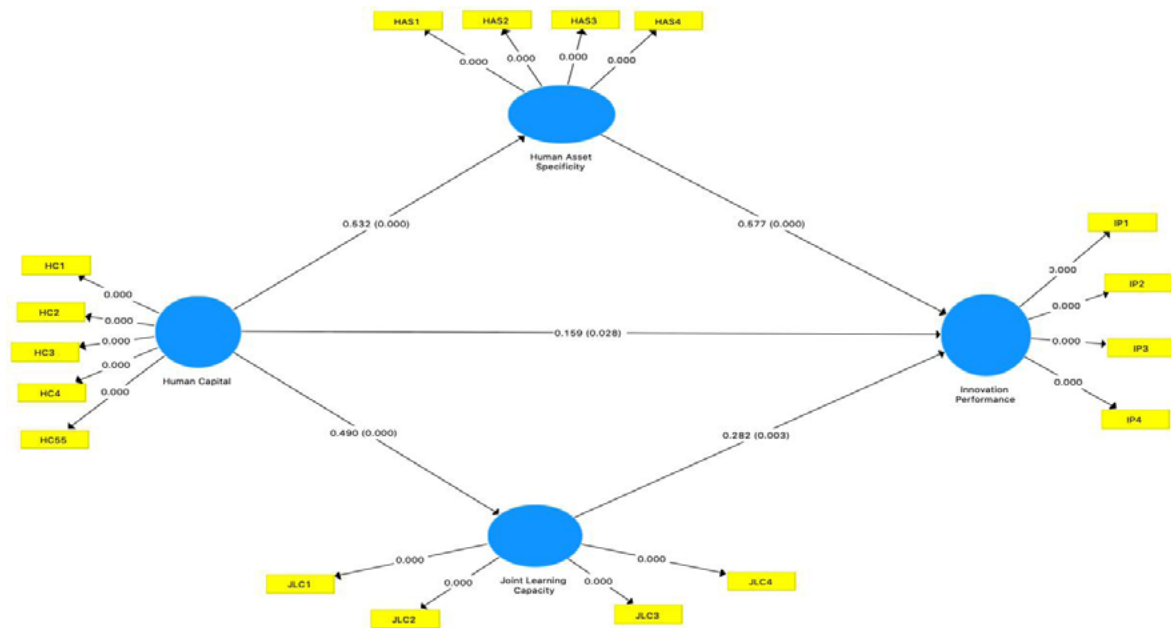 HAS1
HAS2
HAS3
HAS4
0.000
0.000
0.000
0.000
Human Asset
Specificity
0.532 (0.000)
0.577 (0.000)
HC1
HC2
HC3
HC4
HC55
0.000
0.000
0.000
0.000
0.000
Human Capital
0.159 (0.028)
IP1
IP2
IP3
IP4
0.000
0.000
0.000
0.000
Innovation
Performance
0.490 (0.000)
0.282 (0.003)
JLC1
JLC2
JLC3
JLC4
0.000
0.000
0.000
0.000
Joint Learning
Capacity